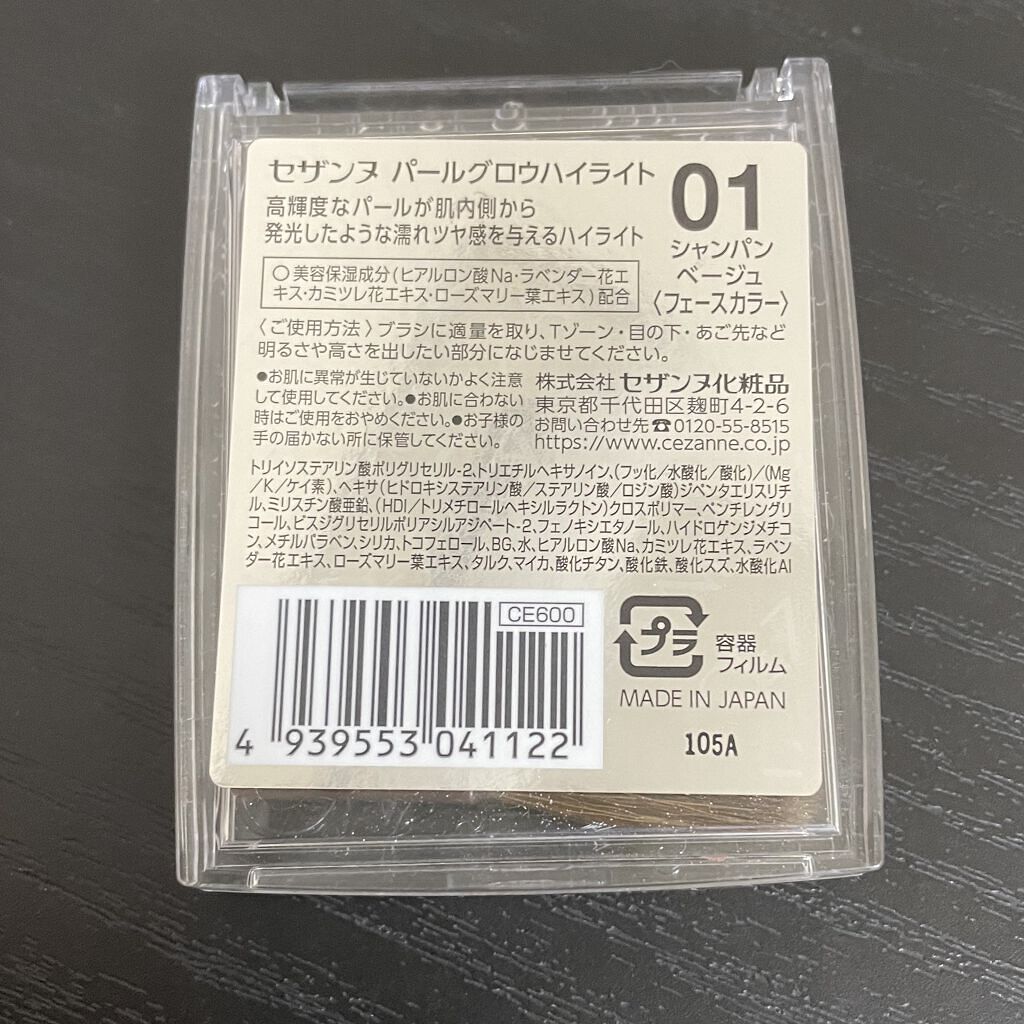 セザンヌ パールグロウハイライト
高輝度なパールが肌内側から
発光したような濡れツヤ感を与えるハイライト
01
シャンパン
ベージュ
〈フェースカラー〉
○美容保湿成分(ヒアルロン酸Na・ラベンダー花エ
キス・カミツレ花エキス・ローズマリー葉エキス)配合
〈ご使用方法〉ブラシに適量を取り、Tゾーン・目の下・あご先など
明るさや高さを出したい部分になじませてください。
●お肌に異常が生じていないかよく注意
して使用してください。●お肌に合わない
時はご使用をおやめください。●お子様の
手の届かない所に保管してください。
株式会社 セザンヌ化粧品
東京都千代田区麹町4-2-6
お問い合わせ先☎0120-55-8515
https://www.cezanne.co.jp
トリイソステアリン酸ポリグリセリル-2、トリエチルヘキサノイン、(フッ化/水酸化/酸化)/(Mg
/K/ケイ素)、ヘキサ(ヒドロキシステアリン酸/ステアリン酸/ロジン酸)ジペンタエリスリチ
ル、ミリスチン酸亜鉛、(HDI/トリメチロールヘキシルラクトン)クロスポリマー、ペンチレングリ
コール、ビスジグリセリルポリアシルアジペート-2、フェノキシエタノール、ハイドロゲンジメチコ
ン、メチルパラベン、シリカ、トコフェロール、BG、水、ヒアルロン酸Na、カミツレ花エキス、ラベン
ダー花エキス、ローズマリー葉エキス、タルク、マイカ、酸化チタン、酸化鉄、酸化スズ、水酸化Al
CE600
4 939553 041122
プラ
容器
フィルム
MADE IN JAPAN
105A